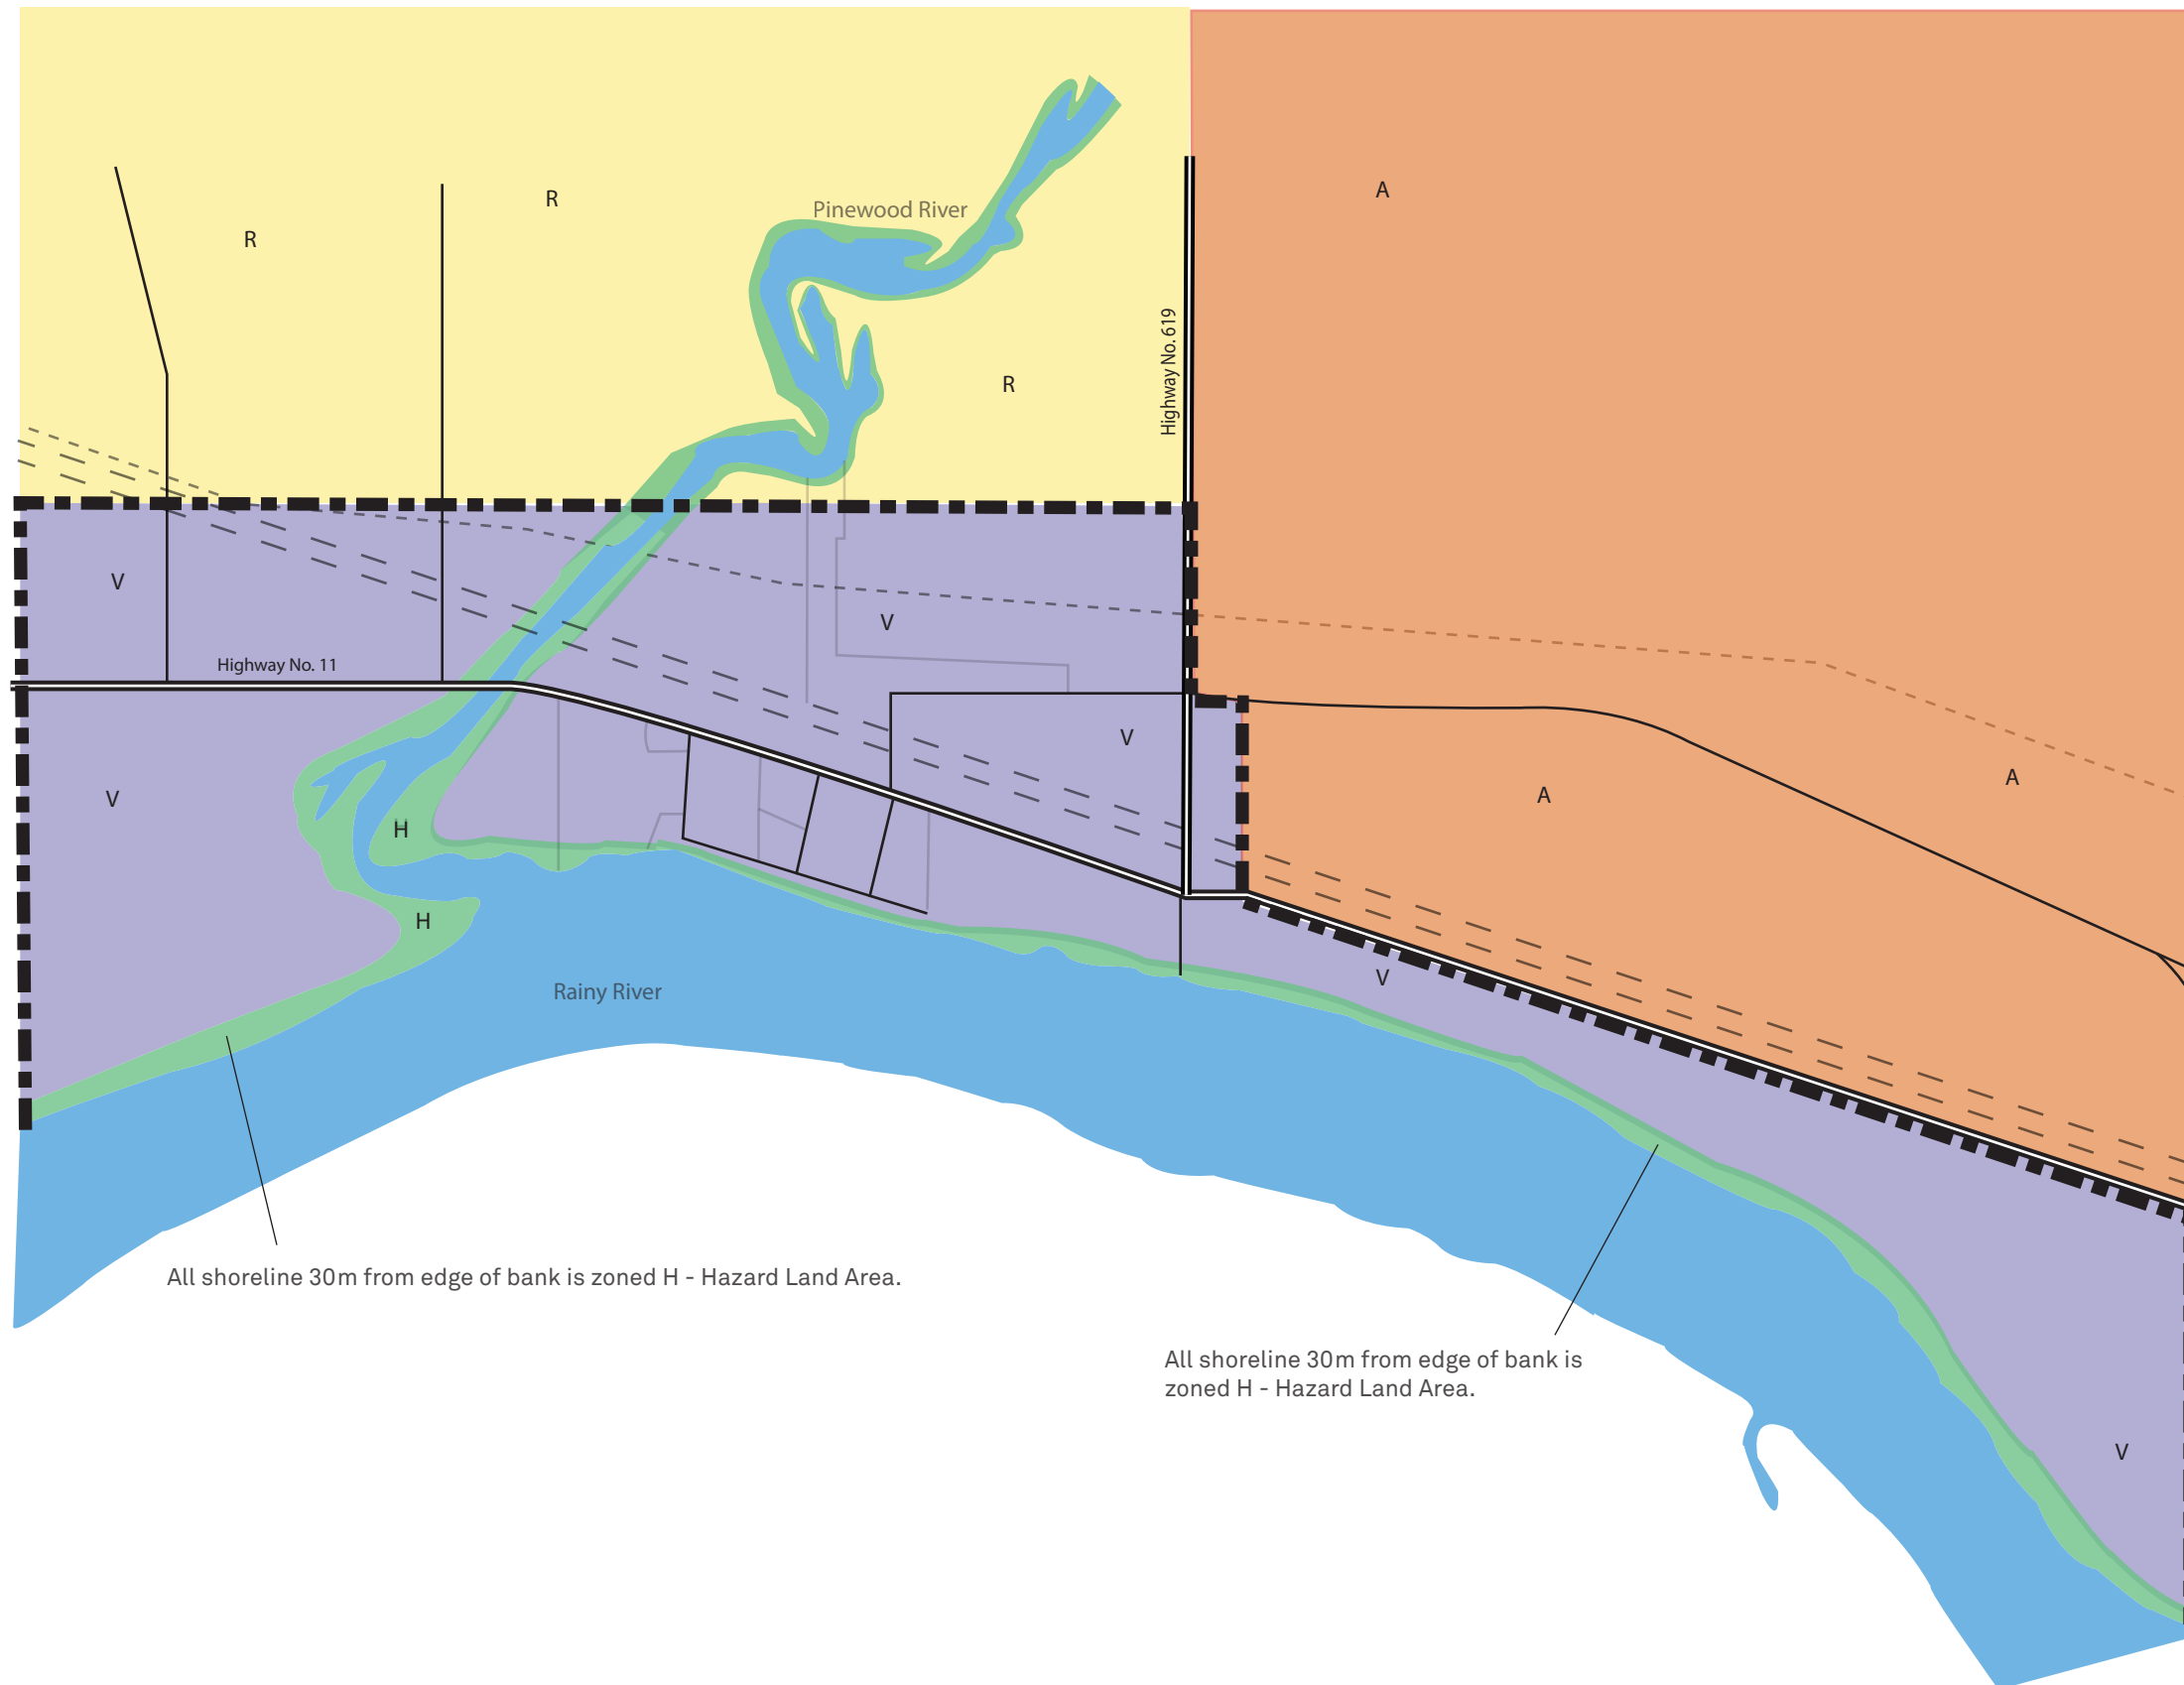 A
R
Pinewood River
R
Highway No. 619
R
V
V
Highway No. 11
V
A
A
V
H
H
V
Rainy River
All shoreline 30m from edge of bank is zoned H - Hazard Land Area.
All shoreline 30m from edge of bank is
zoned H - Hazard Land Area.
V